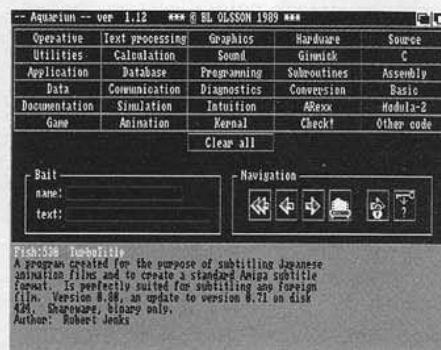 -- Aquarium -- ver 1.12 *** © BL OLSSON 1989 ***
Operative Text processing Graphics Hardware Source
Utilities Calculation Sound Gimmick C
Application Database Programming Subroutines Assembly
Data Communication Diagnostics Conversion Basic
Documentation Simulation Intuition ARexx Modula-2
Game Animation Kernal Check! Other code
Clear all
Bait
name:
text:
Navigation
?
Fish:530 TurboTitle
A program created for the purpose of subtitling Japanese
animation films and to create a standard Amiga subtitle
format. Is perfectly suited for subtitling any foreign
film. Version 0.80, an update to version 0.71 on disk
424. Shareware, binary only.
Author: Robert Jenks